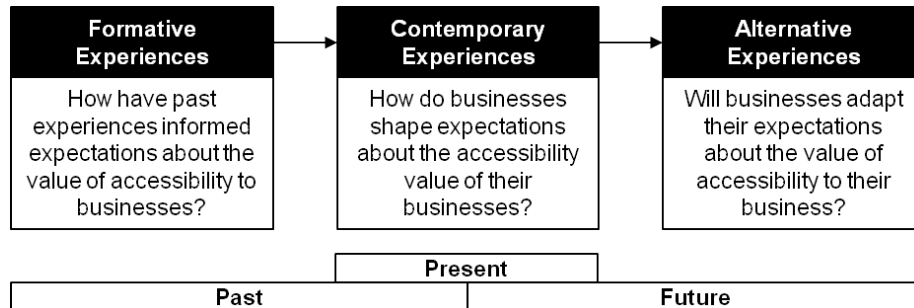 Formative
Experiences
How have past
experiences informed
expectations about the
value of accessibility to
businesses?
Contemporary
Experiences
How do businesses
shape expectations
about the accessibility
value of their
businesses?
Alternative
Experiences
Will businesses adapt
their expectations
about the value of
accessibility to their
business?
Present
Past
Future